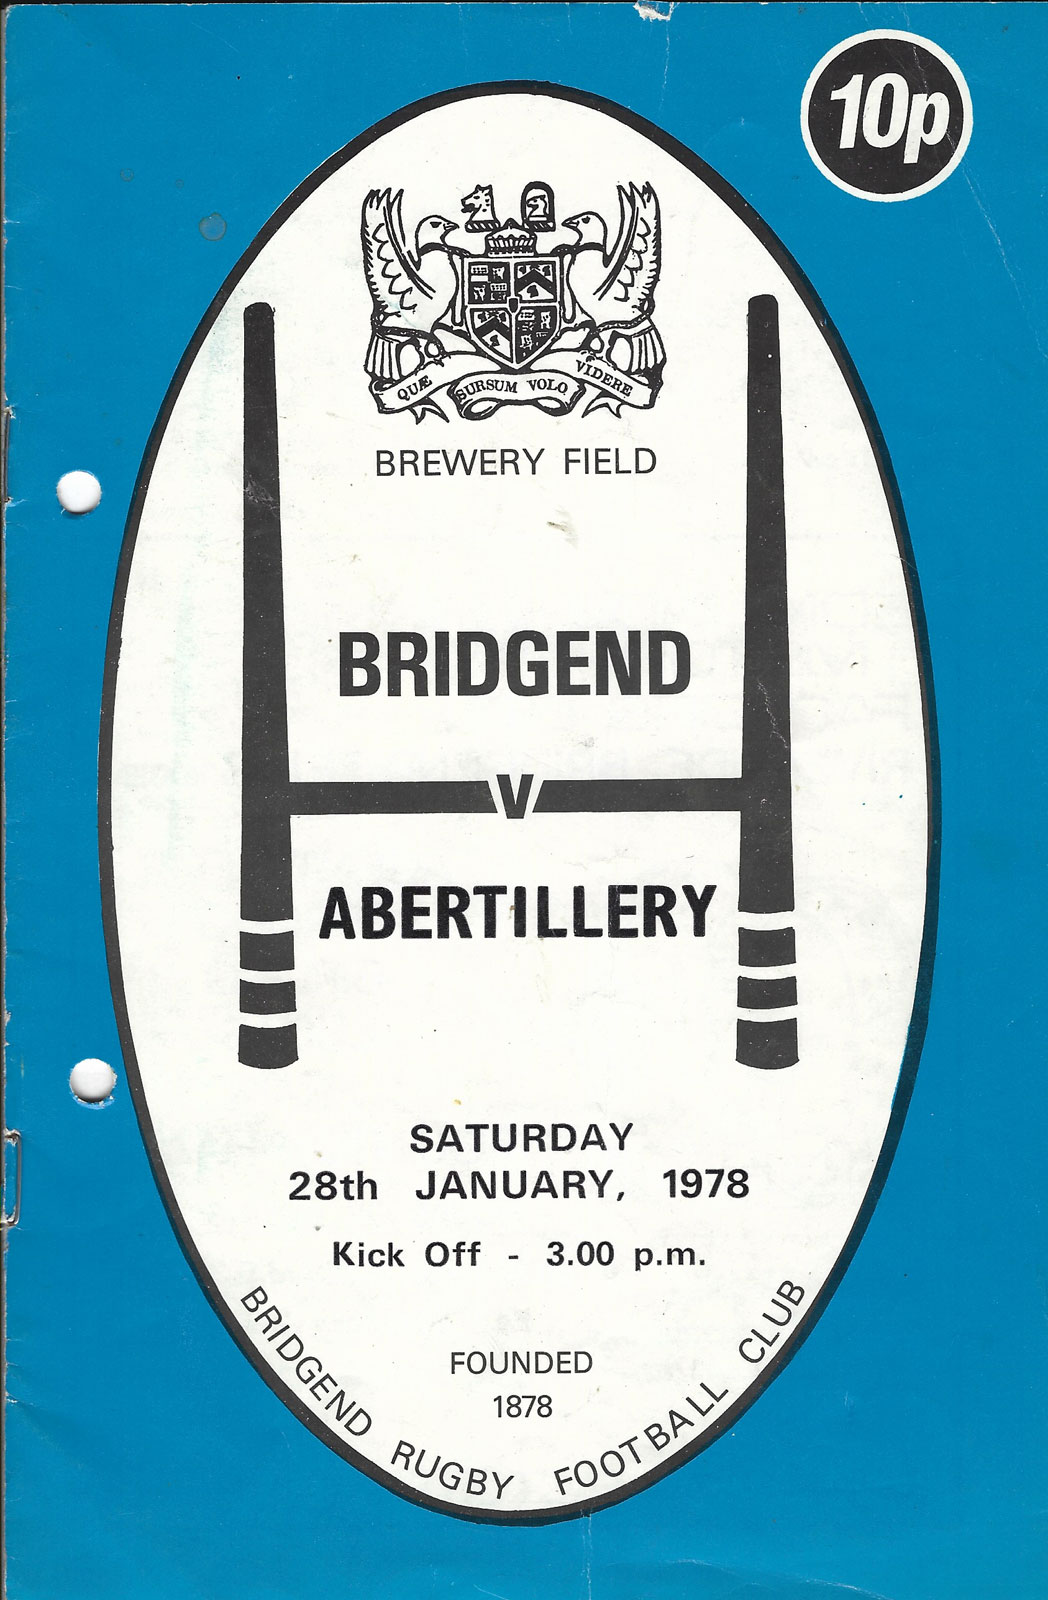 10p
QUÆ SURSUM VOLO VIDERE
BREWERY FIELD
BRIDGEND
V
ABERTILLERY
SATURDAY
28th JANUARY, 1978
Kick Off - 3.00 p.m.
FOUNDED
1878
BRIDGEND RUGBY FOOTBALL CLUB